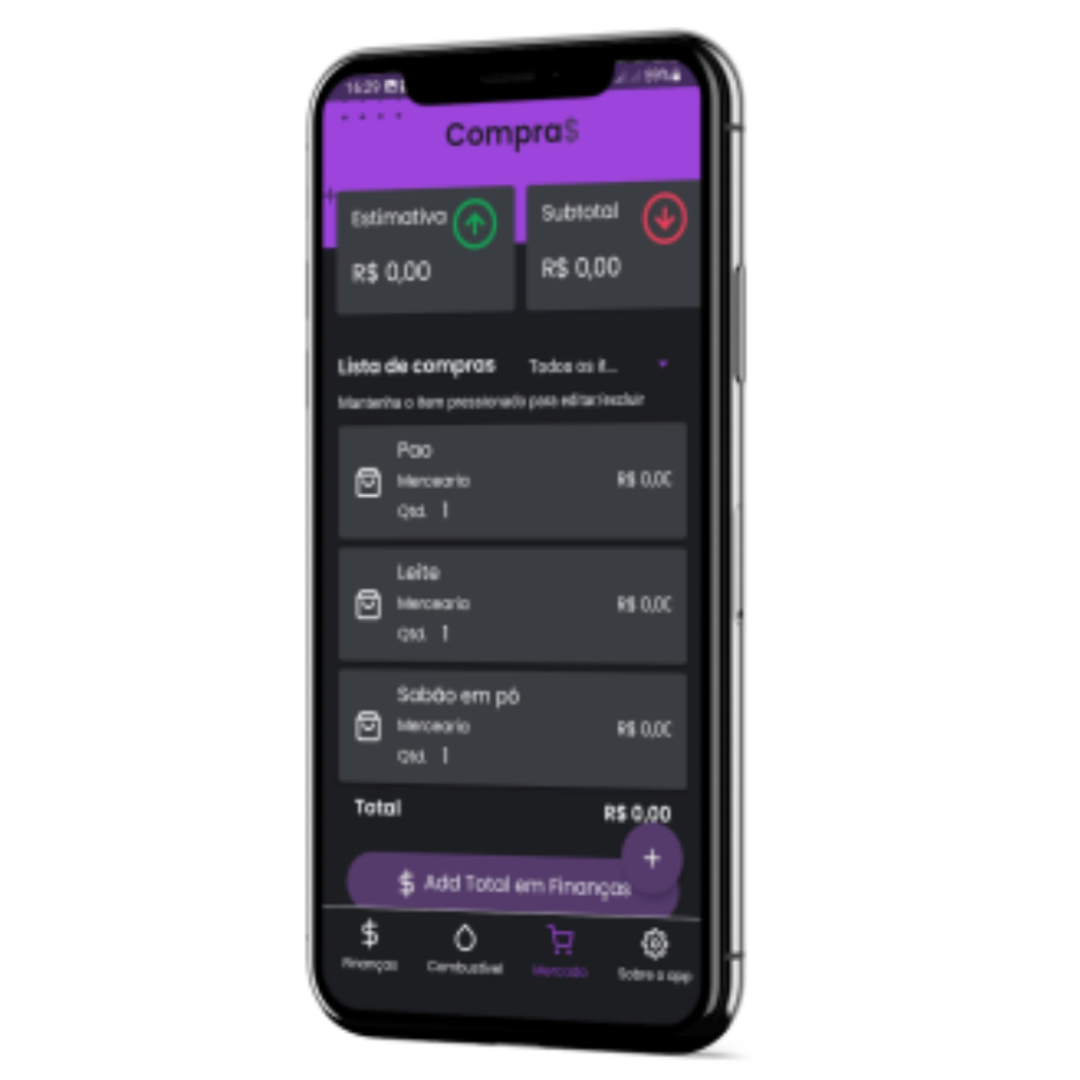 16:29
99%
Compra$
Estimativa
R$ 0,00
Subtotal
R$ 0,00
Lista de compras
Todos os it...
Mantenha o item pressionado para editar/excluir
Pao
Mercearia
Qtd. 1
R$ 0,00
Leite
Mercearia
Qtd. 1
R$ 0,00
Sabão em pó
Mercearia
Qtd. 1
R$ 0,00
Total
R$ 0,00
+
$ Add Total em Finanças
Finanças
Combustível
Mercado
Sobre o app